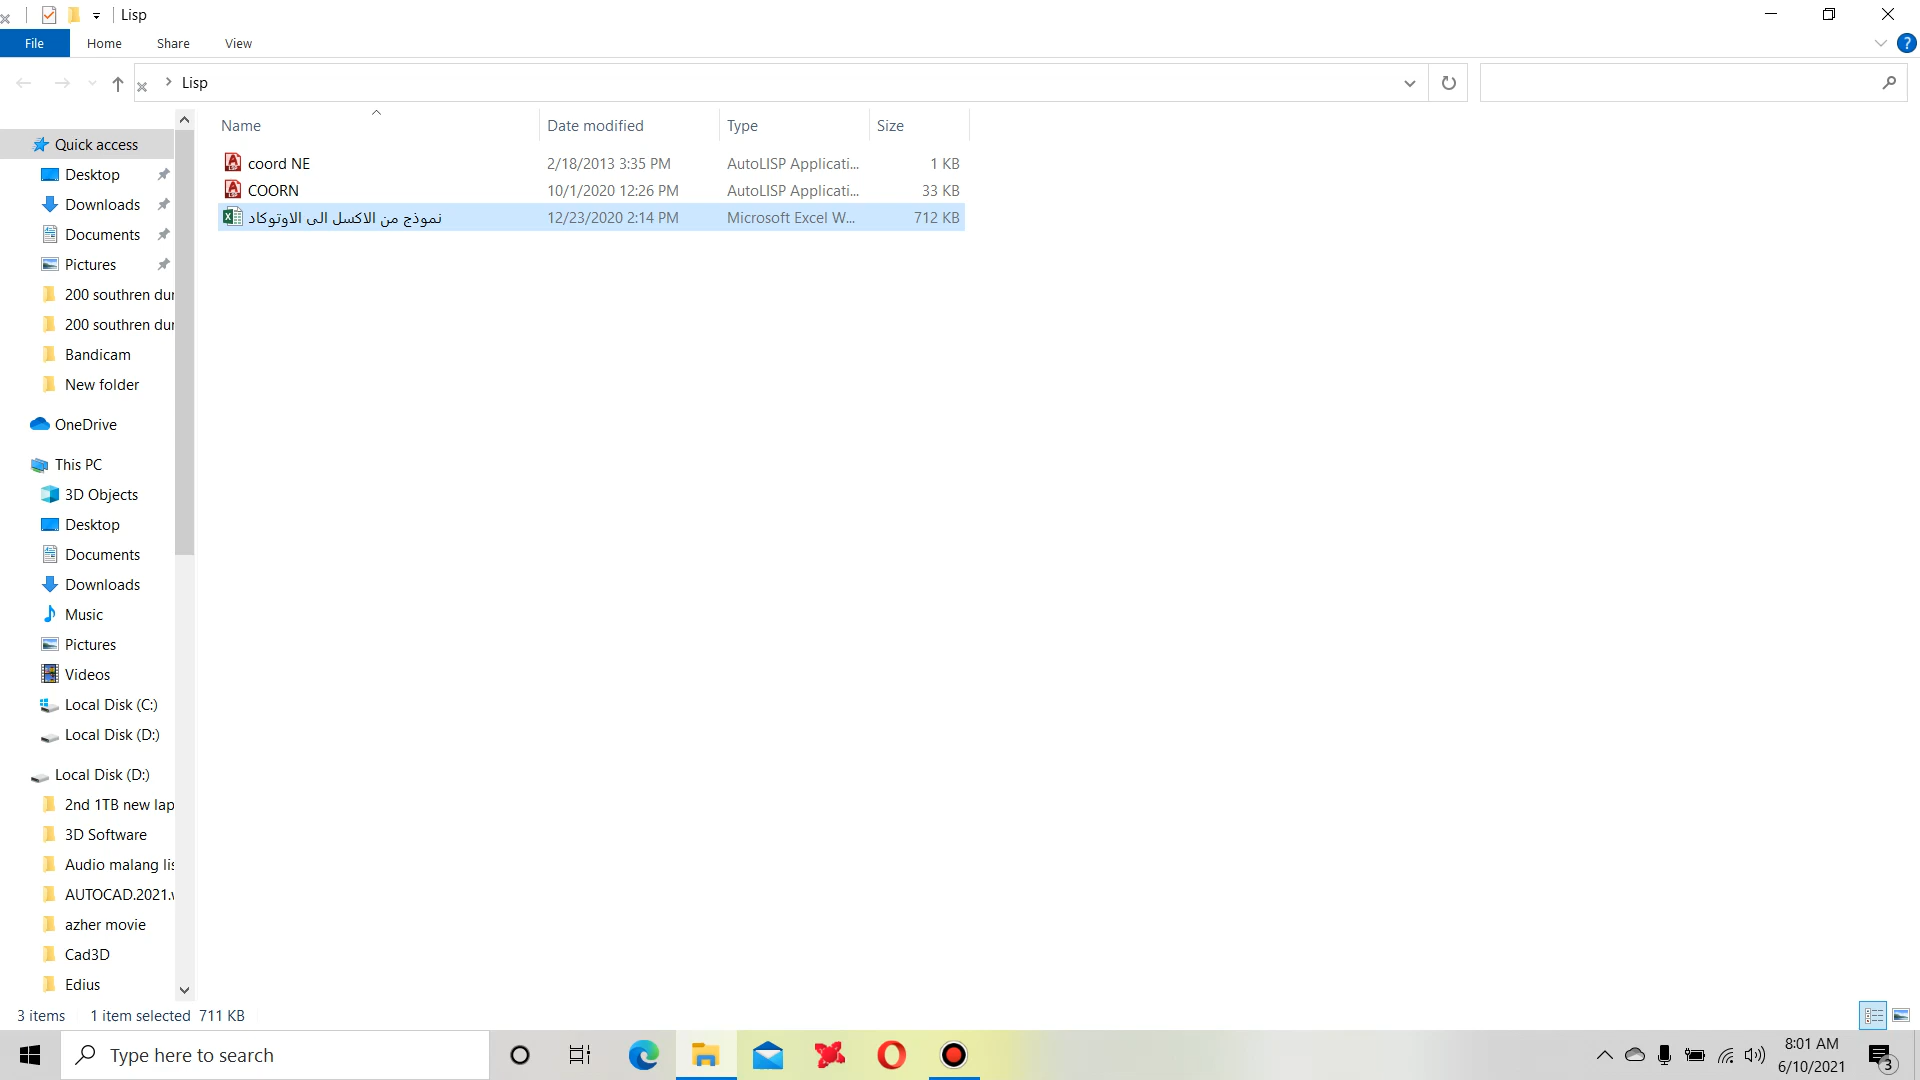 Lisp
File Home Share View
Lisp
Name Date modified Type Size
coord NE 2/18/2013 3:35 PM AutoLISP Applicati... 1 KB
COORN 10/1/2020 12:26 PM AutoLISP Applicati... 33 KB
نموذج من الاكسل الى الاوتوكاد 12/23/2020 2:14 PM Microsoft Excel W... 712 KB
Quick access
Desktop
Downloads
Documents
Pictures
200 southren dur
200 southren dur
Bandicam
New folder
OneDrive
This PC
3D Objects
Desktop
Documents
Downloads
Music
Pictures
Videos
Local Disk (C:)
Local Disk (D:)
Local Disk (D:)
2nd 1TB new lap
3D Software
Audio malang lis
AUTOCAD.2021.
azher movie
Cad3D
Edius
3 items 1 item selected 711 KB
Type here to search
8:01 AM
6/10/2021
3